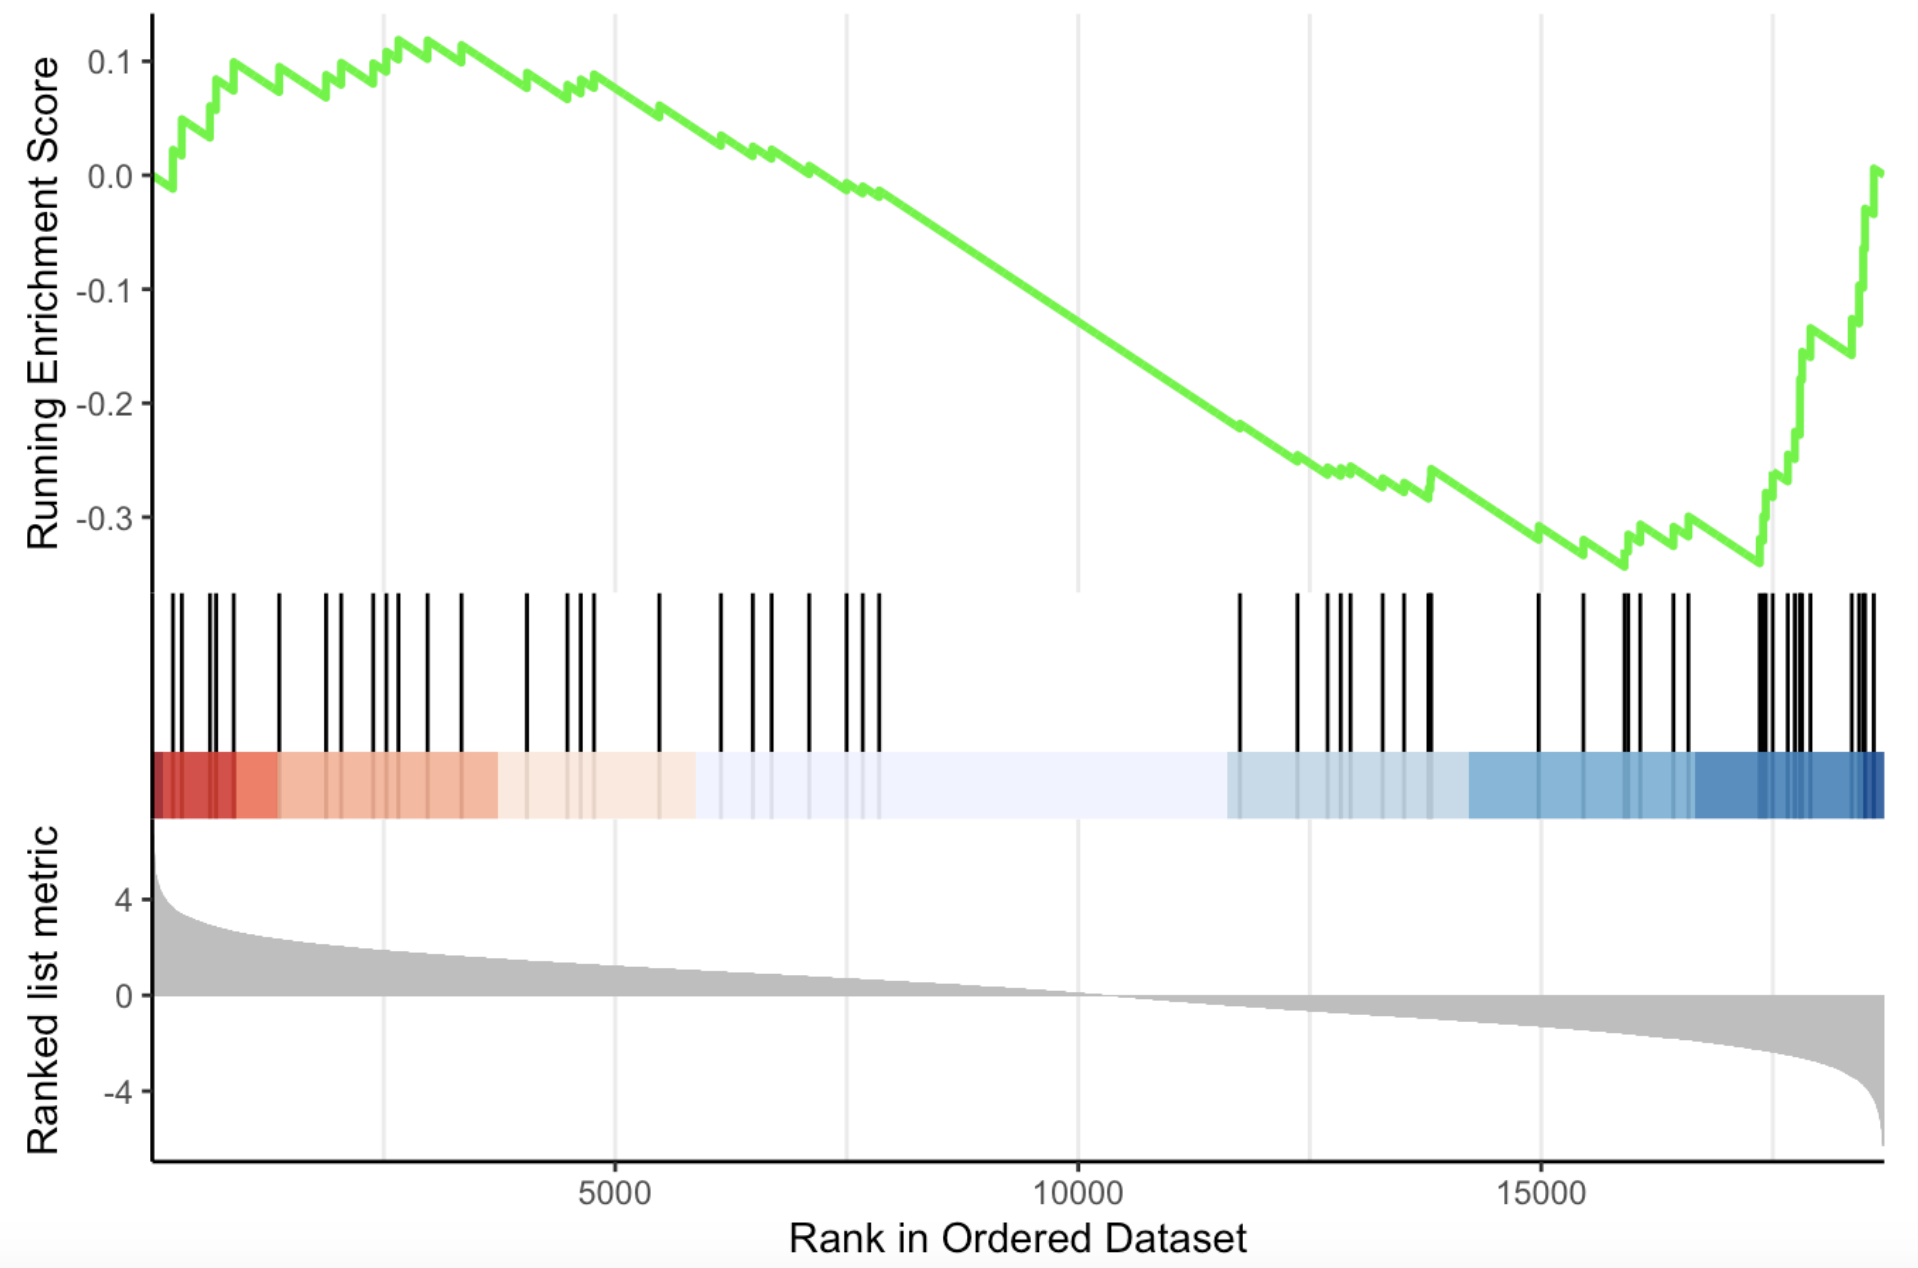 Running Enrichment Score
0.1
0.0
-0.1
-0.2
-0.3
Ranked list metric
4
0
-4
5000 10000 15000
Rank in Ordered Dataset